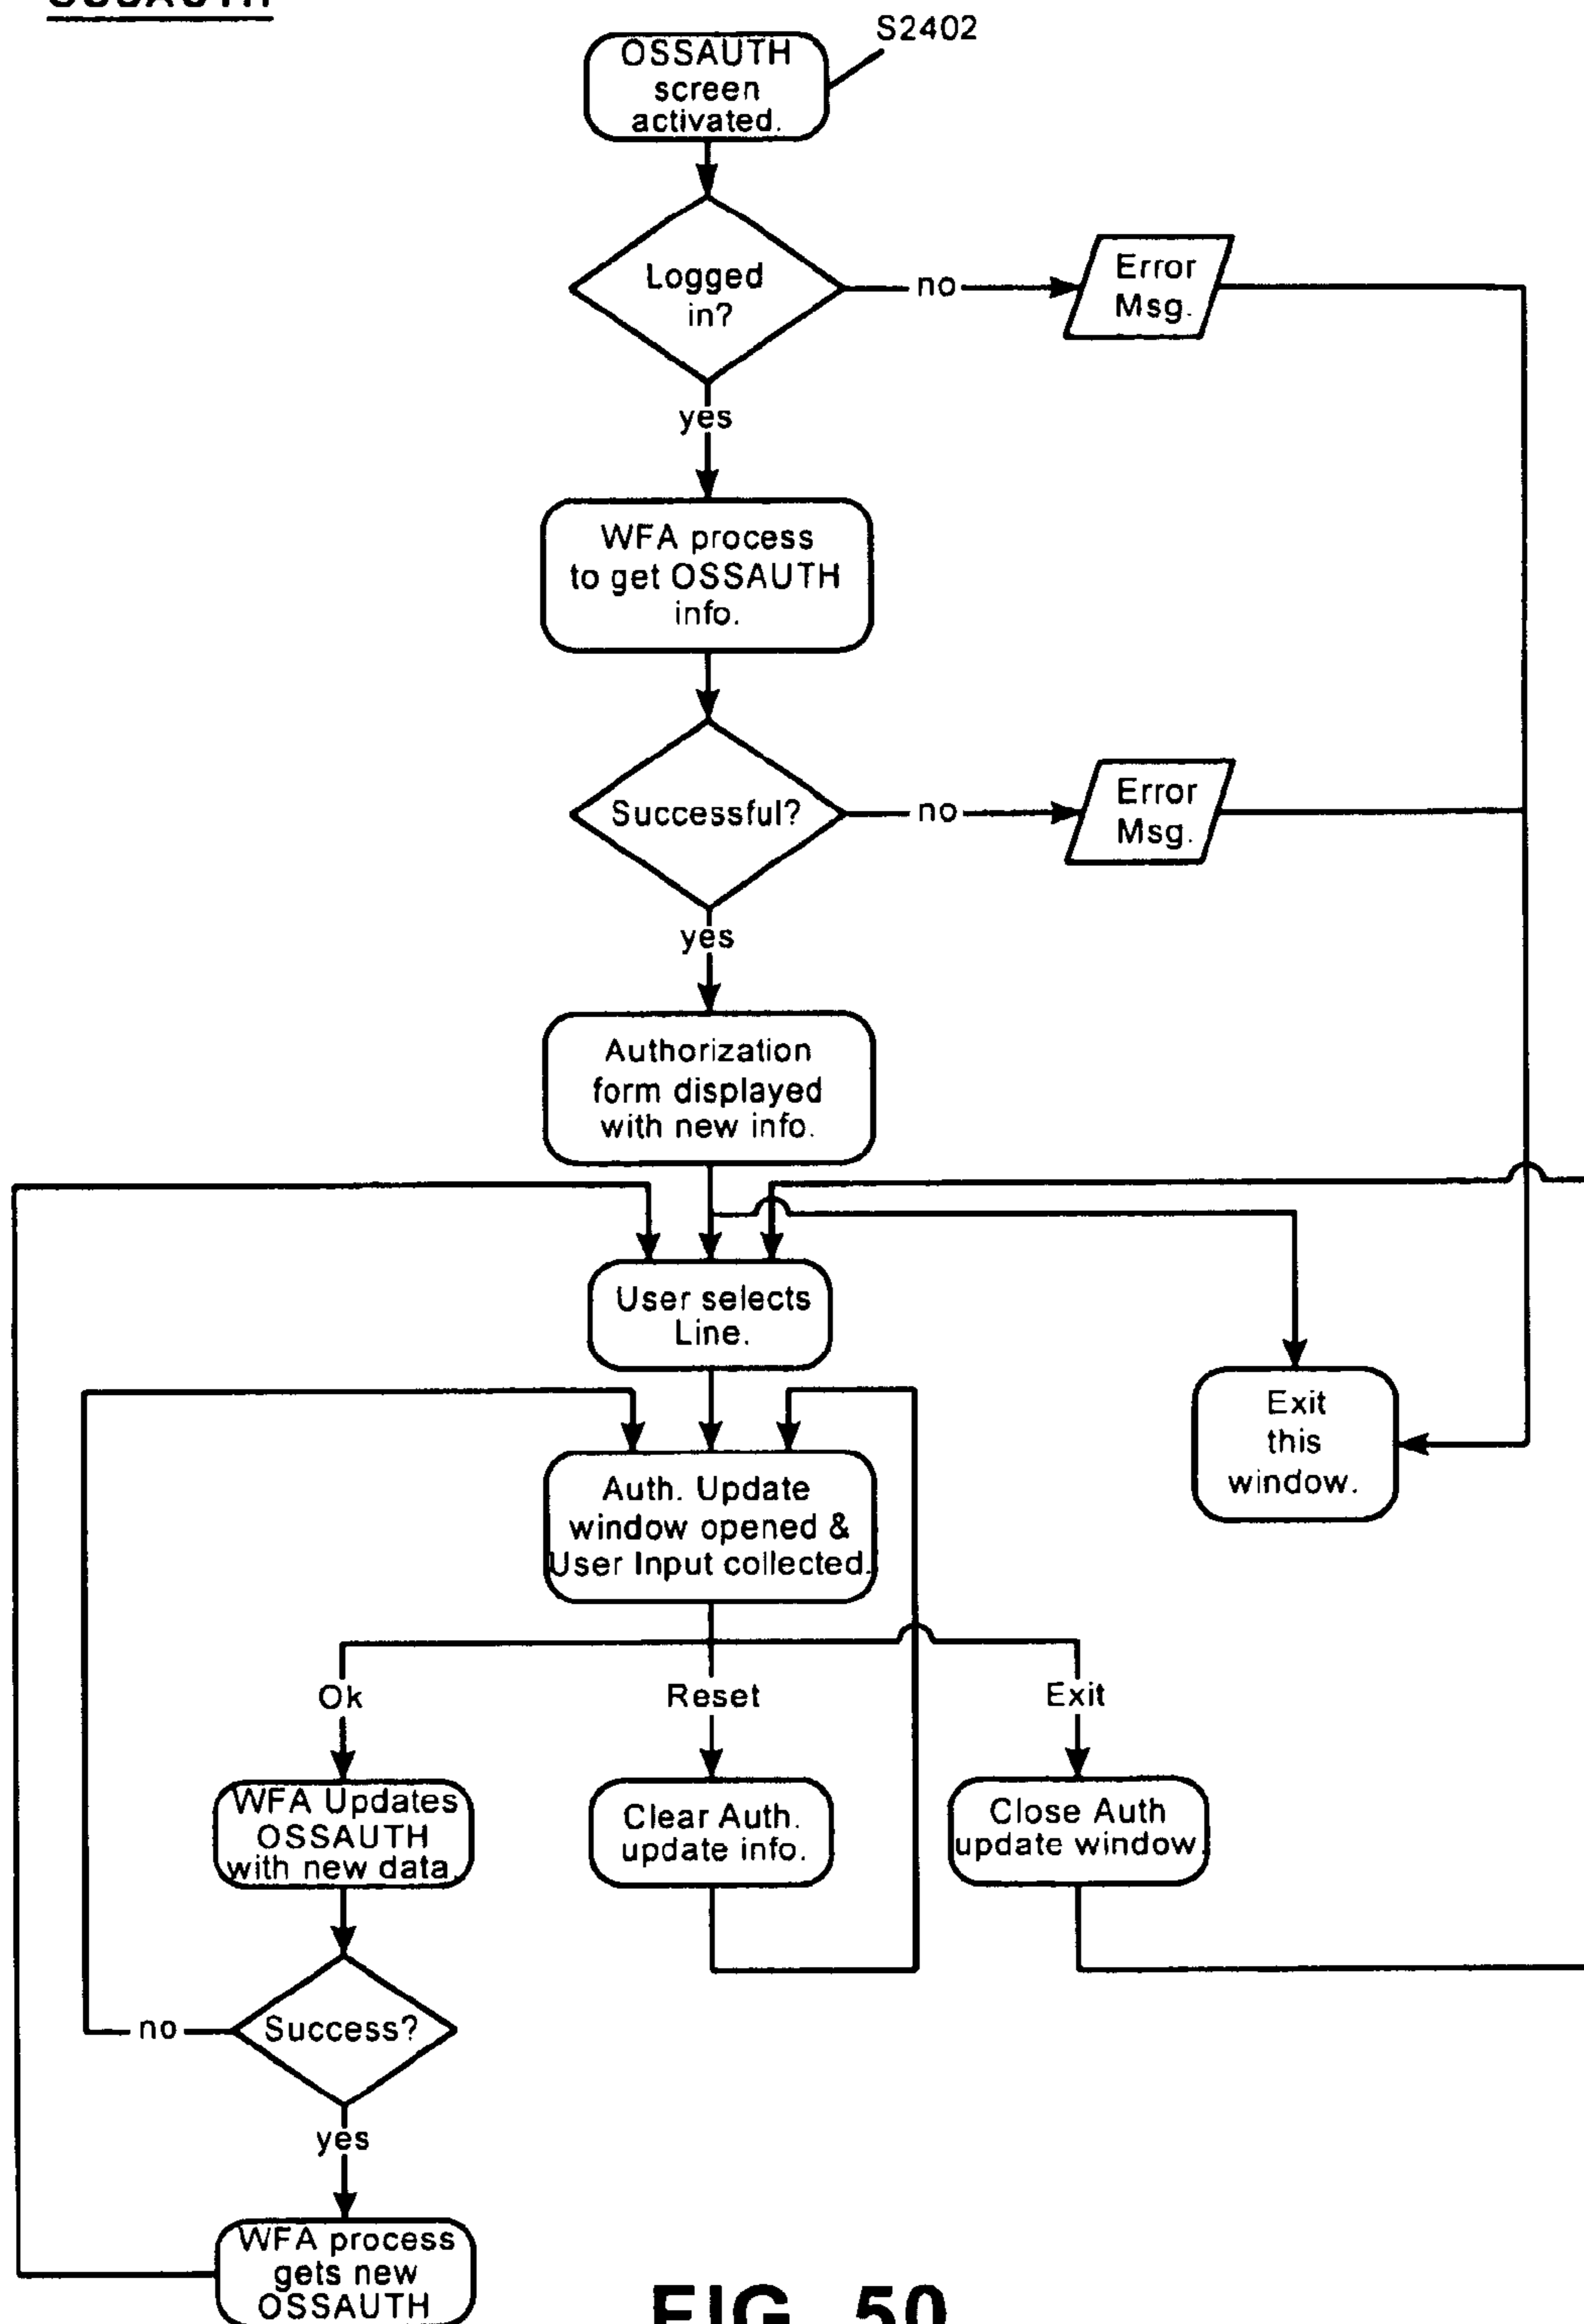 OSSAUTH
S2402
OSSAUTH
screen
activated.
Logged
in?
no
Error
Msg.
yes
WFA process
to get OSSAUTH
info.
Successful?
no
Error
Msg.
yes
Authorization
form displayed
with new info.
User selects
Line.
Exit
this
window.
Auth. Update
window opened &
User Input collected.
Ok
Reset
Exit
WFA Updates
OSSAUTH
with new data
Clear Auth.
update info.
Close Auth
update window.
Success?
no
yes
WFA process
gets new
OSSAUTH
FIG. 50